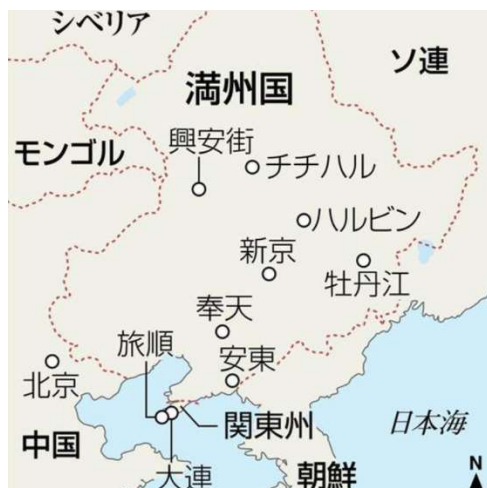 シベリア
ソ連
満州国
モンゴル
興安街
チチハル
ハルビン
新京
牡丹江
奉天
旅順
安東
北京
関東州
日本海
中国
大連
朝鮮
N